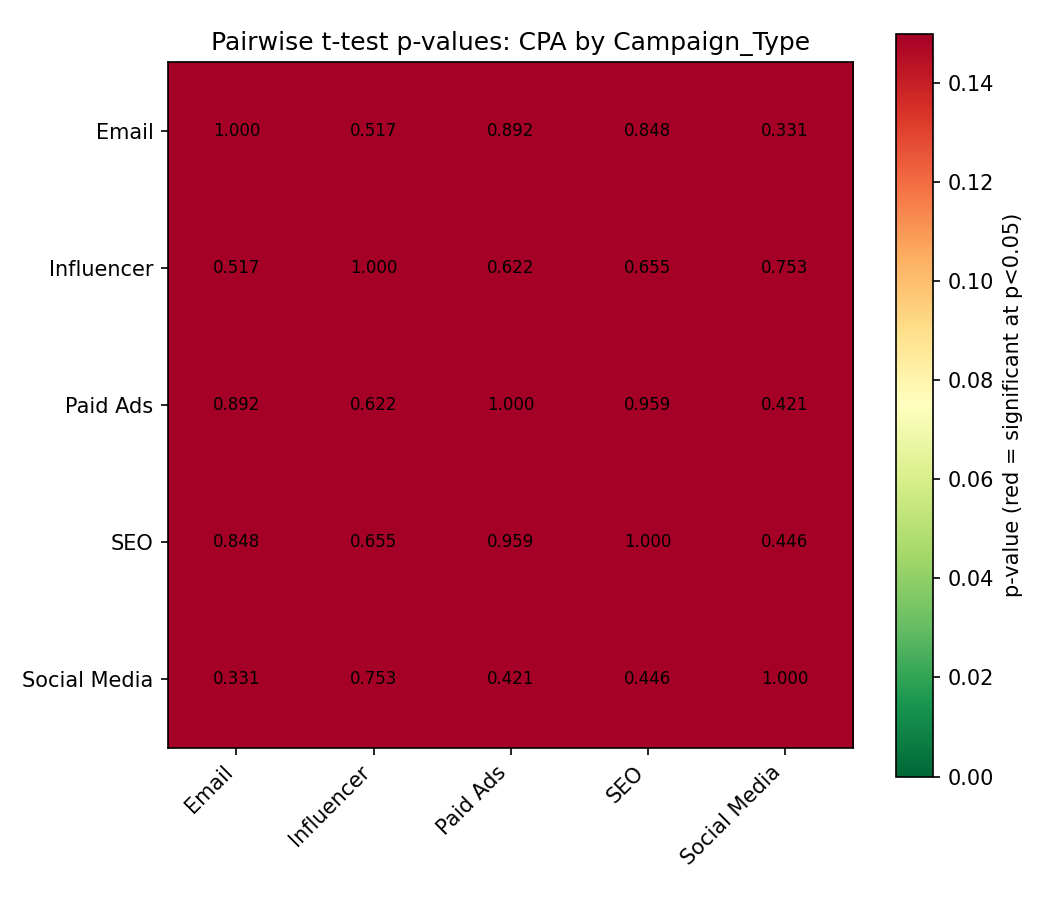 Pairwise t-test p-values: CPA by Campaign_Type
Email 1.000 0.517 0.892 0.848 0.331
Influencer 0.517 1.000 0.622 0.655 0.753
Paid Ads 0.892 0.622 1.000 0.959 0.421
SEO 0.848 0.655 0.959 1.000 0.446
Social Media 0.331 0.753 0.421 0.446 1.000
Email Influencer Paid Ads SEO Social Media
0.14
0.12
0.10
0.08
0.06
0.04
0.02
0.00
p-value (red = significant at p<0.05)